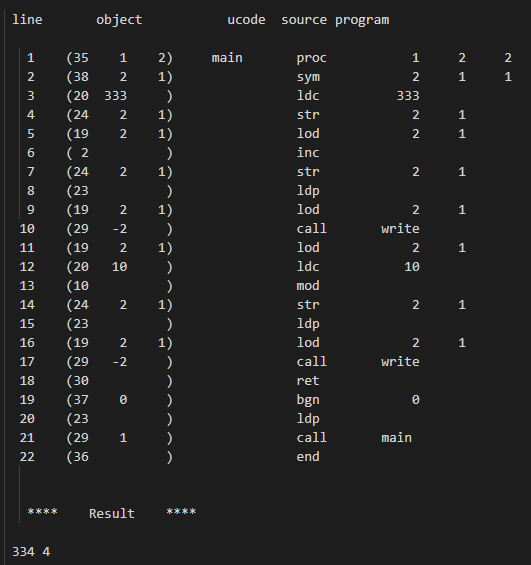 line       object               ucode  source program
1    (35    1    2)     main       proc           1     2     2
2    (38    2    1)                sym            2     1     1
3    (20  333     )                ldc          333
4    (24    2    1)                str            2     1
5    (19    2    1)                lod            2     1
6    ( 2          )                inc
7    (24    2    1)                str            2     1
8    (23          )                ldp
9    (19    2    1)                lod            2     1
10    (29   -2     )                call       write
11    (19    2    1)                lod            2     1
12    (20   10     )                ldc           10
13    (10          )                mod
14    (24    2    1)                str            2     1
15    (23          )                ldp
16    (19    2    1)                lod            2     1
17    (29   -2     )                call       write
18    (30          )                ret
19    (37    0     )                bgn            0
20    (23          )                ldp
21    (29    1     )                call       main
22    (36          )                end
****    Result    ****
334 4